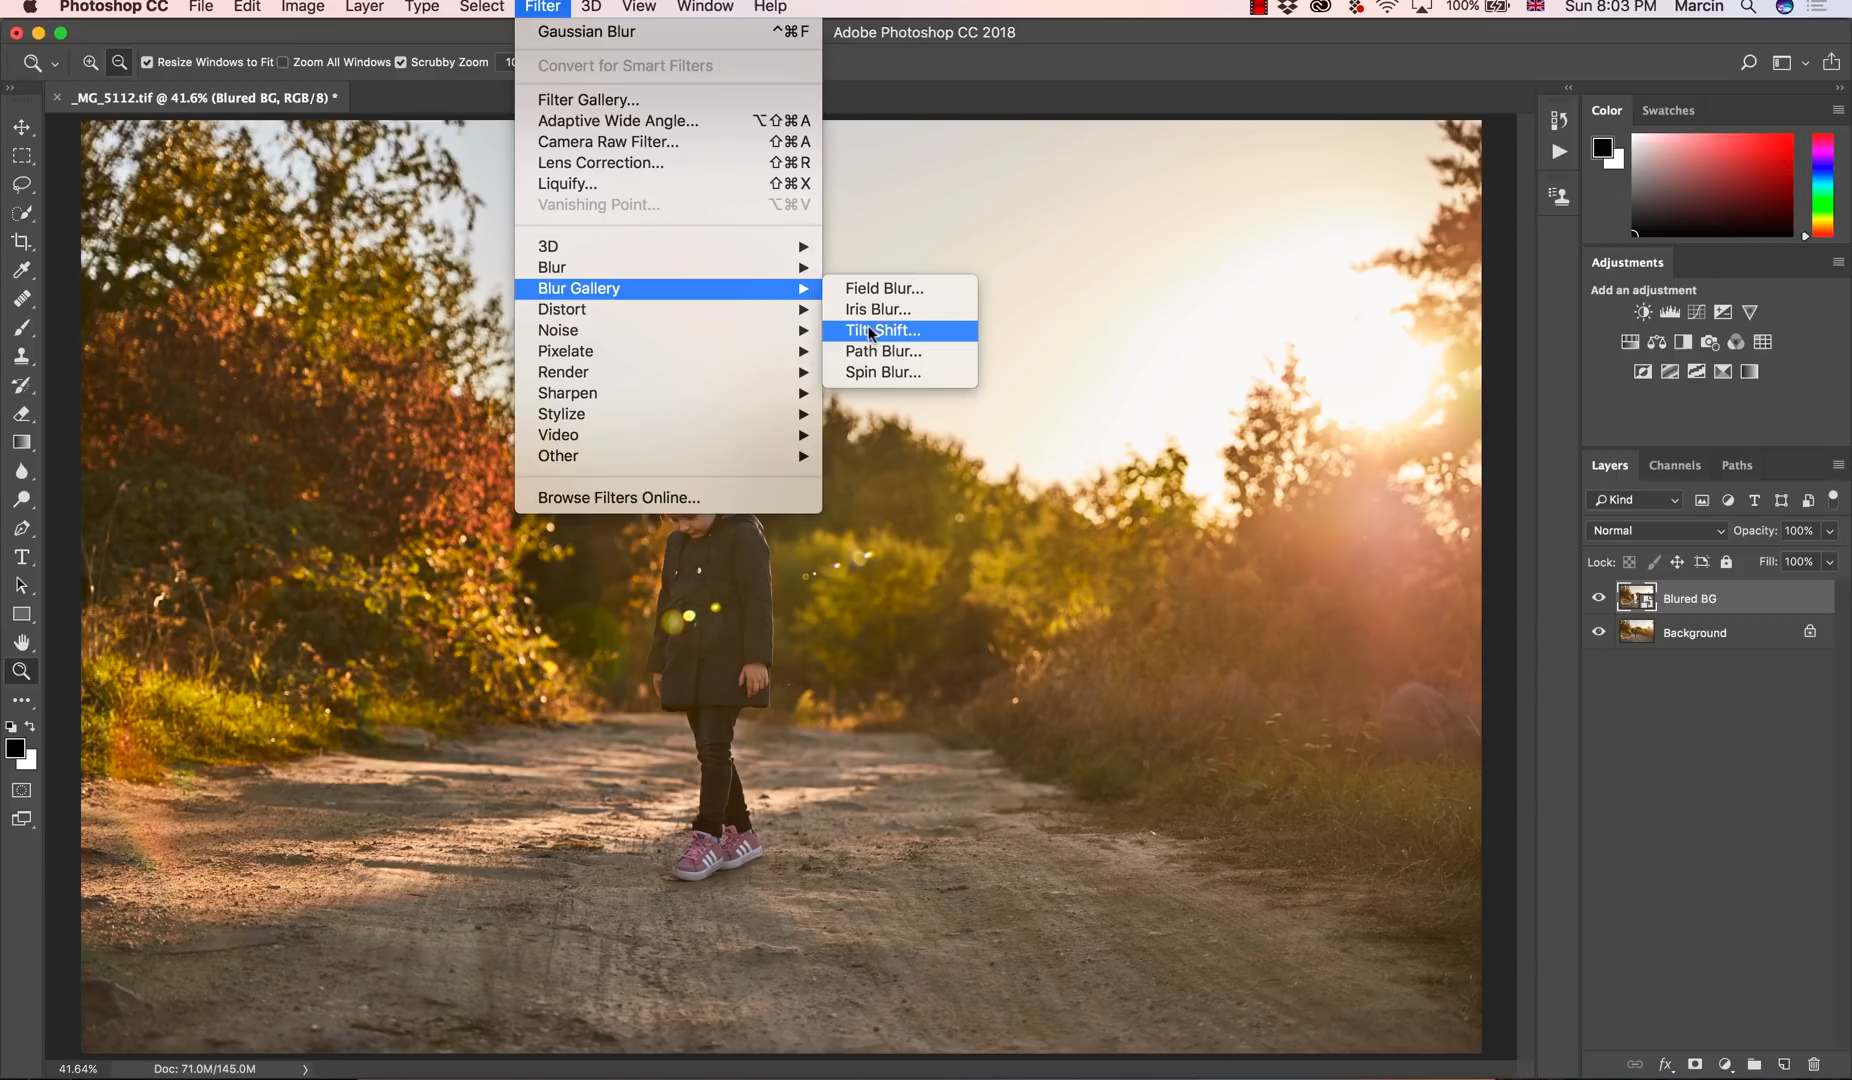 Photoshop CC File Edit Image Layer Type Select Filter 3D View Window Help 100% Sun 8:03 PM Marcin
Adobe Photoshop CC 2018
Resize Windows to Fit Zoom All Windows Scrubby Zoom 10
_MG_5112.tif @ 41.6% (Blured BG, RGB/8) *
Gaussian Blur ^⌘F
Convert for Smart Filters
Filter Gallery...
Adaptive Wide Angle... ⌥⇧⌘A
Camera Raw Filter... ⇧⌘A
Lens Correction... ⇧⌘R
Liquify... ⇧⌘X
Vanishing Point... ⌥⌘V
3D
Blur
Blur Gallery
Distort
Noise
Pixelate
Render
Sharpen
Stylize
Video
Other
Browse Filters Online...
Field Blur...
Iris Blur...
Tilt-Shift...
Path Blur...
Spin Blur...
Color Swatches
Adjustments
Add an adjustment
Layers Channels Paths
Kind
Normal Opacity: 100%
Lock: Fill: 100%
Blured BG
Background
41.64% Doc: 71.0M/145.0M